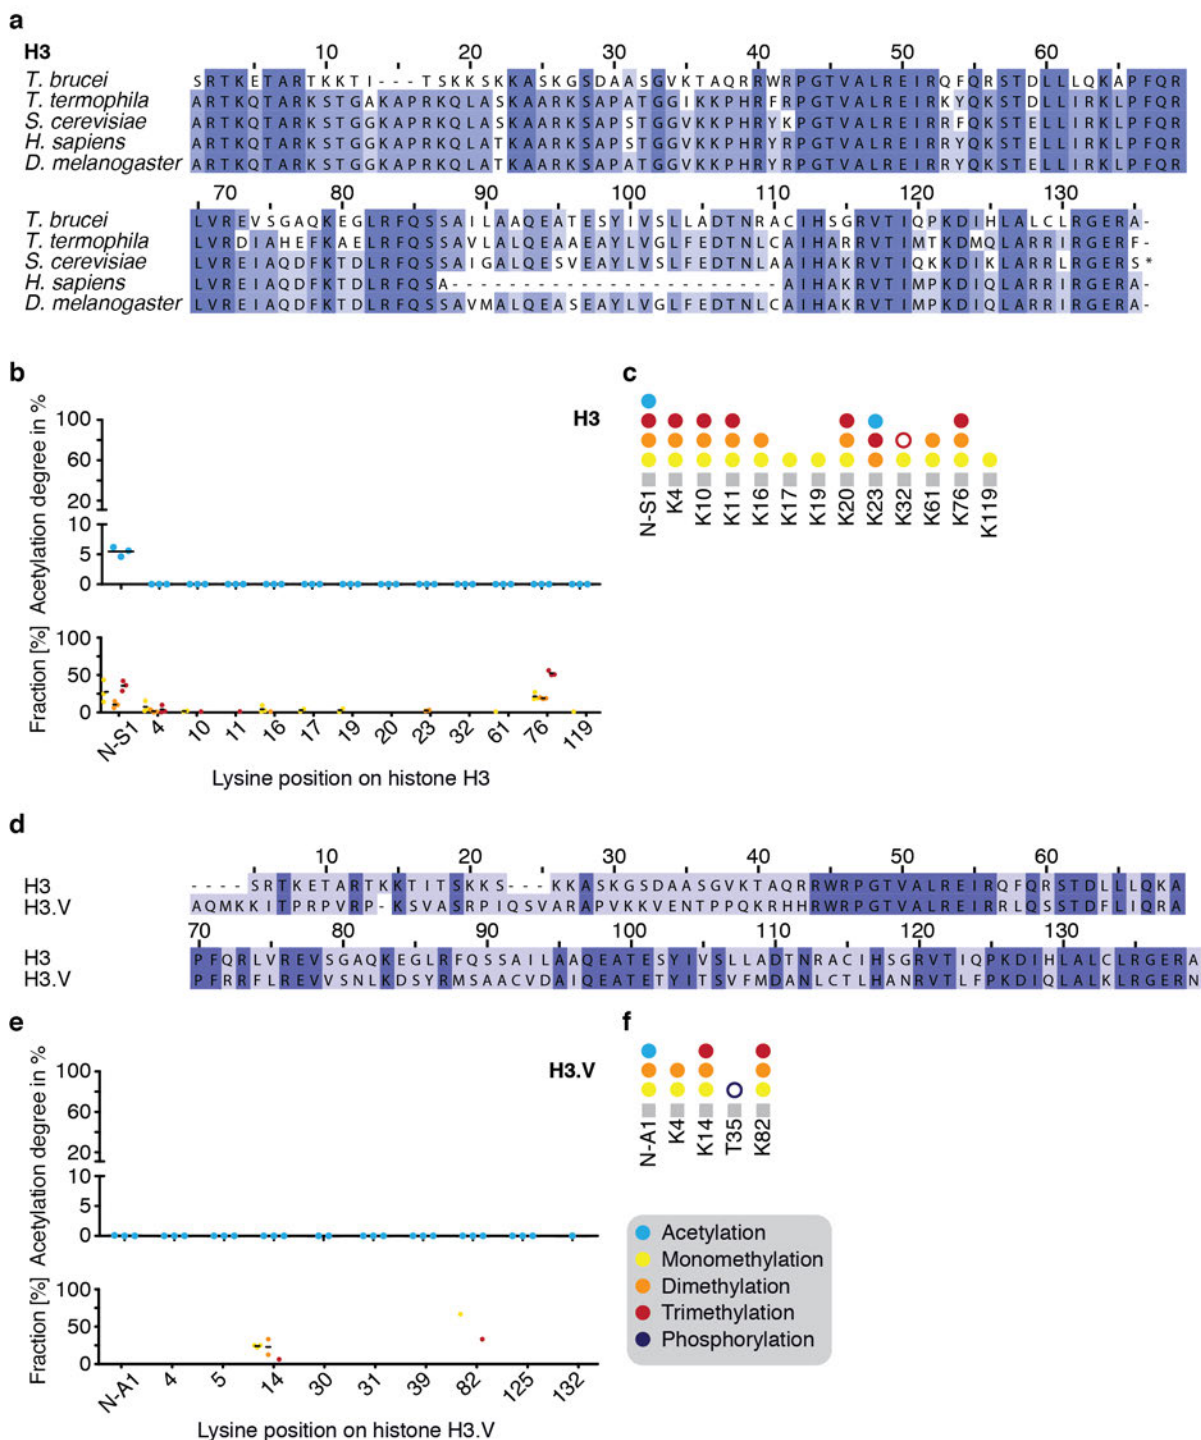 a
H3
10 20 30 40 50 60
T. brucei SRTKETARTKKTI---TSKKSKKASKGSDAASGVKTAQRRWRPGTVALREIRQFQRSTDLLLQKAPFQR
T. termophila ARTKQTARKSTGAKAPRKQLASKAARKSAPATGGIKKPHRFRPGTVALREIRKYQKSTDLLIRKLPFQR
S. cerevisiae ARTKQTARKSTGGKAPRKQLASKAARKSAPSTGGVKKPHRYKPGTVALREIRRFQKSTELLIRKLPFQR
H. sapiens ARTKQTARKSTGGKAPRKQLATKAARKSAPSTGGVKKPHRYRPGTVALREIRRYQKSTELLIRKLPFQR
D. melanogaster ARTKQTARKSTGGKAPRKQLATKAARKSAPATGGVKKPHRYRPGTVALREIRRYQKSTELLIRKLPFQR
70 80 90 100 110 120 130
T. brucei LVREVSGAQKEGLRFQSSAILAAQEATESYIVSLLADTNRACIHSGRVTIQPKDIHLALCLRGERA-
T. termophila LVRDIAHEFKAELRFQSSAVLALQEAAEAYLVGLFEDTNLCAIHARRVTIMTKDMQLARRIRGERF-
S. cerevisiae LVREIAQDFKTDLRFQSSAIGALQESVEAYLVSLFEDTNLAAIHAKRVTIQKKDIKLARRLRGERS*
H. sapiens LVREIAQDFKTDLRFQSA-----------------------AIHAKRVTIMPKDIQLARRIRGERA-
D. melanogaster LVREIAQDFKTDLRFQSSAVMALQEASEAYLVGLFEDTNLCAIHAKRVTIMPKDIQLARRIRGERA-
b
Acetylation degree in %
100
60
20
10
5
0
H3
Fraction [%]
100
50
0
N-S1 4 10 11 16 17 19 20 23 32 61 76 119
Lysine position on histone H3
c
N-S1 K4 K10 K11 K16 K17 K19 K20 K23 K32 K61 K76 K119
d
10 20 30 40 50 60
H3 ----SRTKETARTKKTITSKKS---KKASKGSDAASGVKTAQRRWRPGTVALREIRQFQRSTDLLLQKA
H3.V AQMKKITPRPVRP-KSVASRPIQSVARAPVKKVENTPPQKRHHRWRPGTVALREIRRLQSSTDFLIQRA
70 80 90 100 110 120 130
H3 PFQRLVREVSGAQKEGLRFQSSAILAAQEATESYIVSLLADTNRACIHSGRVTIQPKDIHLALCLRGERA
H3.V PFRRFLREVVSNLKDSYRMSAACVDAIQEATETYITSVFMDANLCTLHANRVTLFPKDIQLALKLRGERN
e
Acetylation degree in %
100
60
20
10
5
0
H3.V
Fraction [%]
100
50
0
N-A1 4 5 14 30 31 39 82 125 132
Lysine position on histone H3.V
f
N-A1 K4 K14 T35 K82
Acetylation
Monomethylation
Dimethylation
Trimethylation
Phosphorylation